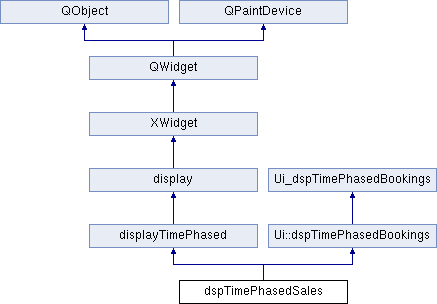 QObject QPaintDevice
QWidget
XWidget
display Ui_dspTimePhasedBookings
displayTimePhased Ui::dspTimePhasedBookings
dspTimePhasedSales